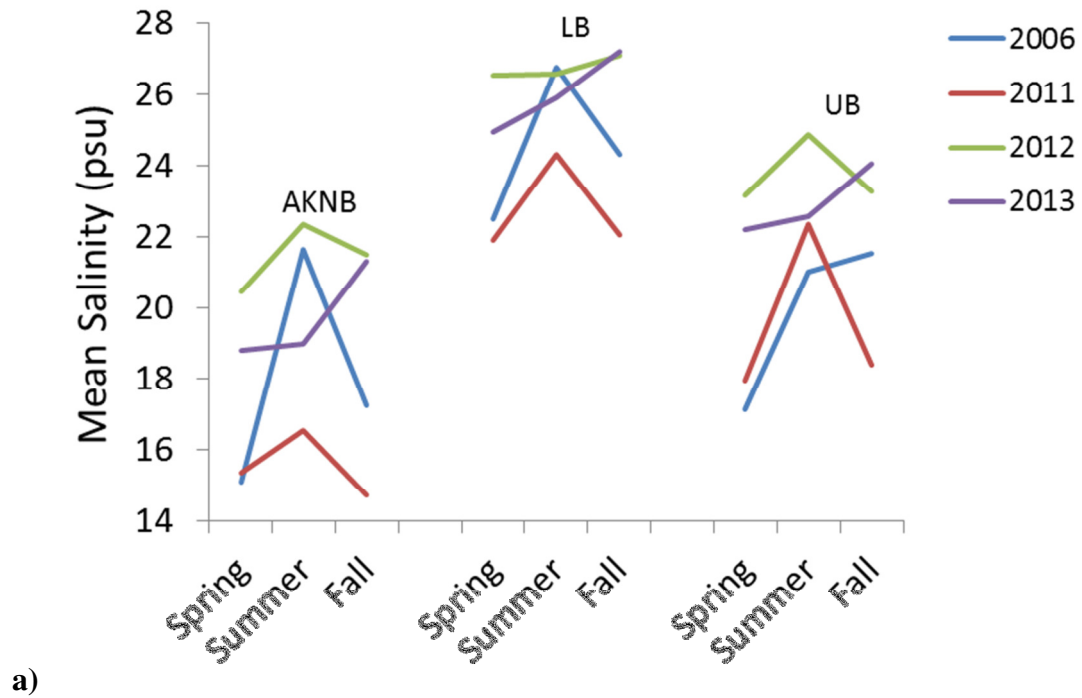 Mean Salinity (psu)
28
26
24
22
20
18
16
14
AKNB
LB
UB
Spring
Summer
Fall
Spring
Summer
Fall
Spring
Summer
Fall
2006
2011
2012
2013
a)